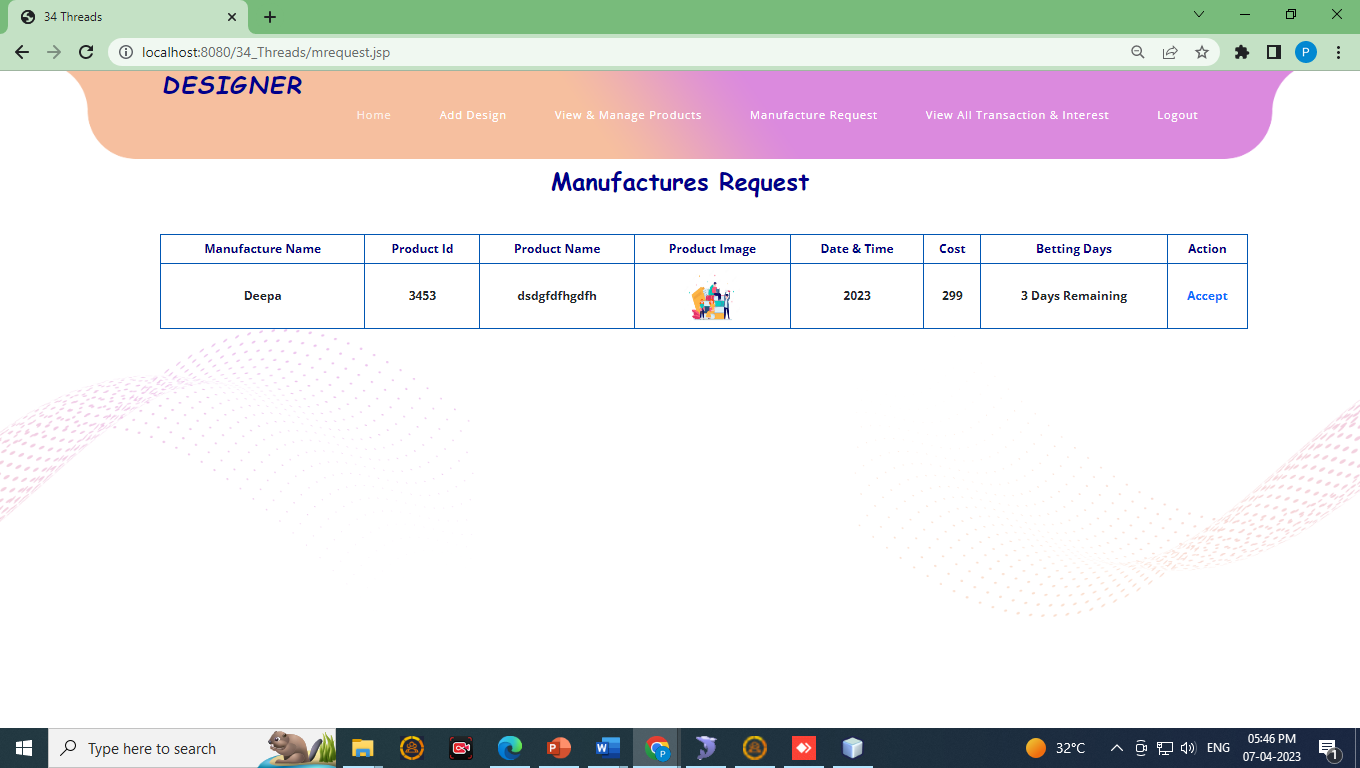 34 Threads
localhost:8080/34_Threads/mrequest.jsp
P
DESIGNER
Home Add Design View & Manage Products Manufacture Request View All Transaction & Interest Logout
Manufactures Request
Manufacture Name Product Id Product Name Product Image Date & Time Cost Betting Days Action
Deepa 3453 dsdgfdfhgdfh 2023 299 3 Days Remaining Accept
Type here to search
32°C
ENG
05:46 PM
07-04-2023
1